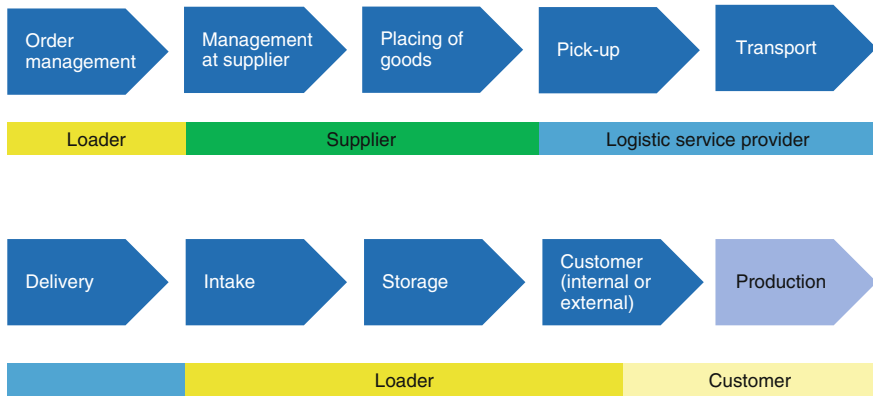 Order
management
Management
at supplier
Placing of
goods
Pick-up
Transport
Loader
Supplier
Logistic service provider
Delivery
Intake
Storage
Customer
(internal or
external)
Production
Loader
Customer